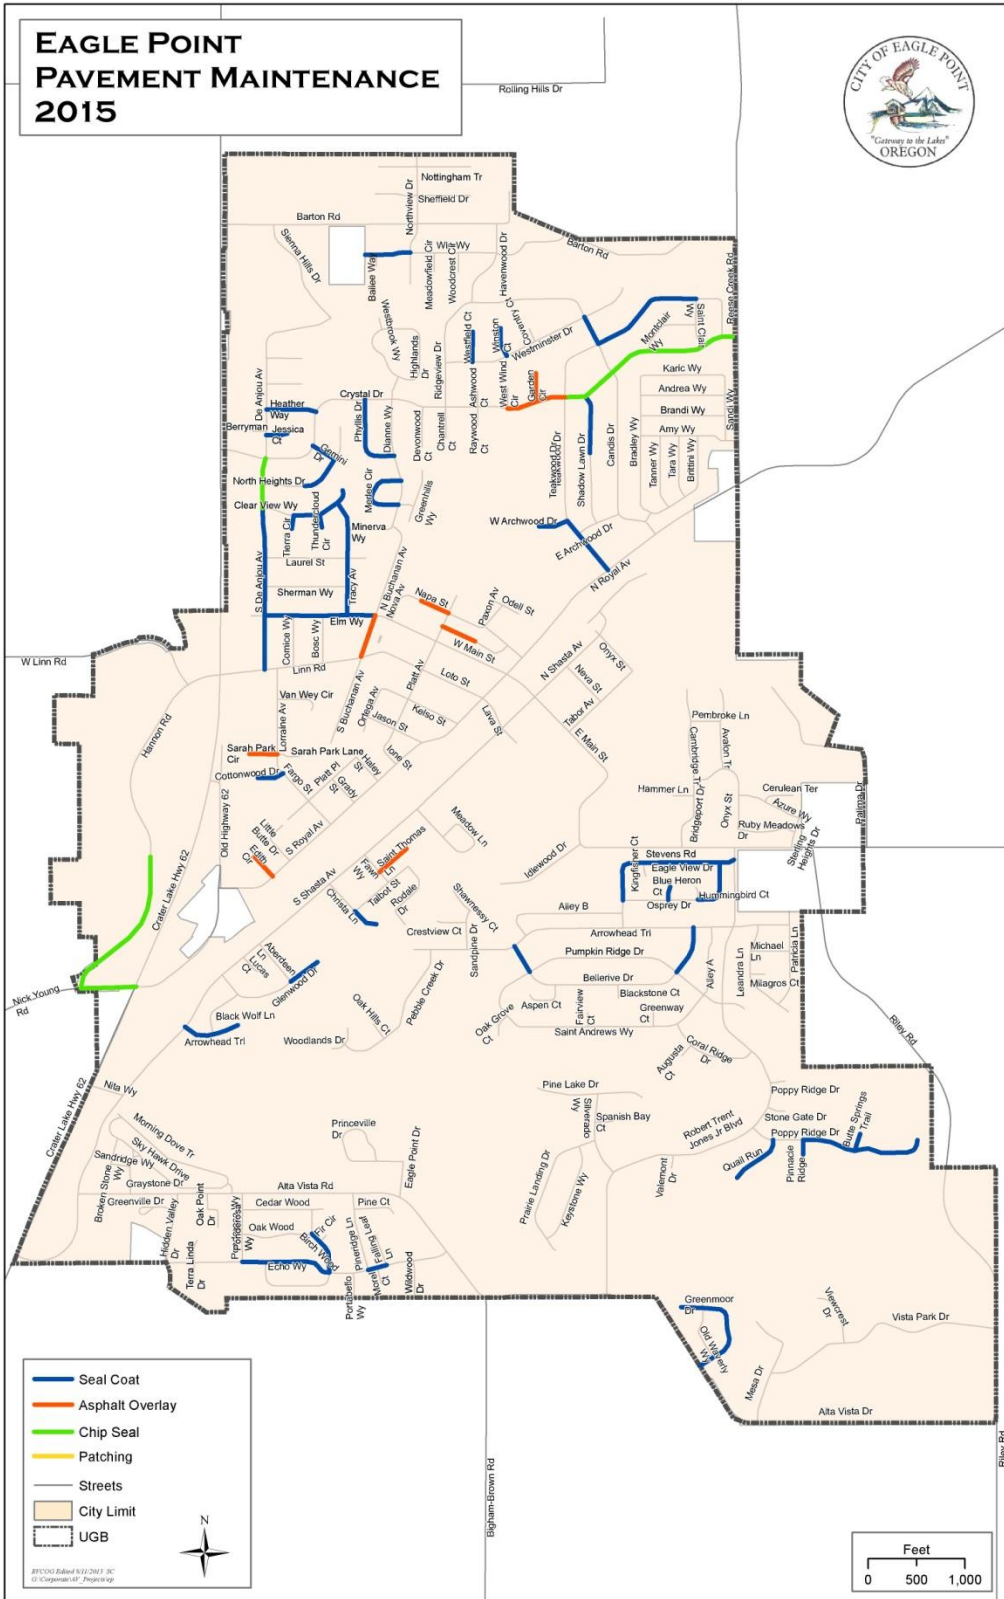 EAGLE POINT
PAVEMENT MAINTENANCE
2015
CITY OF EAGLE POINT
"Gateway to the Lakes"
OREGON
Rolling Hills Dr
Nottingham Tr
Sheffield Dr
Northview Dr
Barton Rd
Sienna Hills Dr
Bailee Way
Meadowfield Cir
Woodcrest Cir
Havenwood Dr
Barton Rd
Reese Creek Rd
Westbrook Wy
Highlands
Dr
Ridgeview Dr
Westfield Ct
Winston
Ct
Coventry Ct
Westminster Dr
Montclair
Wy
Saint Clair
Wy
De Anjou Av
Heather
Way
Crystal Dr
Phyllis Dr
Dianne Wy
Devonwood
Ct
Chantrell
Ct
Ashwood
Ct
Raywood
Ct
West Wind
Cir
Garden
Cir
Karic Wy
Andrea Wy
Brandi Wy
Amy Wy
Sandi Wy
Berryman
Jessica
Ct
Gemini
Dr
North Heights Dr
Merlee Cir
Greenhills
Wy
Teakwood Dr
Teakwood Dr
Shadow Lawn Dr
Candis Dr
Bradley Wy
Tanner Wy
Tara Wy
Brittini Wy
Clear View Wy
Tierra Cir
Thundercloud
Cir
Minerva
Wy
W Archwood Dr
E Archwood Dr
N Royal Av
S De Anjou Av
Laurel St
Sherman Wy
Tracy Av
N Buchanan Av
Nova Av
Napa St
Paxon Av
Odell St
Elm Wy
Comice Wy
Bosc Wy
W Main St
W Linn Rd
Linn Rd
Platt Av
Loto St
N Shasta Av
Onyx St
Neva St
Tabor Av
Hannon Rd
Van Wey Cir
Lorraine Av
S Buchanan Av
Ortega Av
Jason St
Kelso St
Lava St
E Main St
Pembroke Ln
Cambridge Tr
Avalon Tr
Sarah Park
Cir
Sarah Park Lane
Cottonwood Dr
Fargo St
Platt Pl
St
Grady
Haley
St
Ione St
Old Highway 62
Hammer Ln
Bridgeport Dr
Onyx St
Cerulean Ter
Azure Wy
Ruby Meadows
Dr
Sterling
Heights Dr
Palima Dr
Little
Butte Dr
Edith
Cir
S Royal Av
Meadow Ln
Saint Thomas
Fawn
Wy
Ln
Talbot St
Rodale
Dr
Idlewood Dr
Kingfisher Ct
Stevens Rd
Eagle View Dr
Blue Heron
Ct
Hummingbird Ct
Osprey Dr
Crater Lake Hwy 62
S Shasta Av
Christa Ln
Shawnessy Ct
Crestview Ct
Sandpine Dr
Alley B
Arrowhead Trl
Pumpkin Ridge Dr
Bellerive Dr
Alley A
Leandra Ln
Michael
Ln
Patricia Ln
Milagros Ct
Nick Young
Rd
Aberdeen
Ln
Lucas
Ct
Glenwood Dr
Black Wolf Ln
Arrowhead Trl
Woodlands Dr
Oak Hills Ct
Pebble Creek Dr
Oak Grove
Ct
Aspen Ct
Fairview
Ct
Blackstone Ct
Greenway
Ct
Saint Andrews Wy
Augusta
Ct
Coral Ridge
Dr
Riley Rd
Crater Lake Hwy 62
Nita Wy
Pine Lake Dr
Silverado
Wy
Spanish Bay
Ct
Robert Trent
Jones Jr Blvd
Poppy Ridge Dr
Stone Gate Dr
Poppy Ridge Dr
Butte Springs
Trail
Quail Run
Pinnacle
Ridge
Morning Dove Tr
Sky Hawk Drive
Sandridge Wy
Broken Stone
Wy
Graystone Dr
Greenville Dr
Princeville
Dr
Eagle Point Dr
Prairie Landing Dr
Keystone Wy
Valemont
Dr
Alta Vista Rd
Hidden Valley
Dr
Oak Point
Dr
Ponderosa
Wy
Cedar Wood
Oak Wood
Fir Cir
Birch Wood
Pine Ct
Pineridge Ln
Falling Leaf
Ln
Terra Linda
Dr
Echo Wy
Portabello
Wy
Morel
Ct
Wildwood
Dr
Greenmoor
Dr
Old Waverly
Wy
Viewcrest
Dr
Vista Park Dr
Mesa Dr
Alta Vista Dr
Riley Rd
Bigham-Brown Rd
Seal Coat
Asphalt Overlay
Chip Seal
Patching
Streets
City Limit
UGB
N
Feet
0 500 1,000